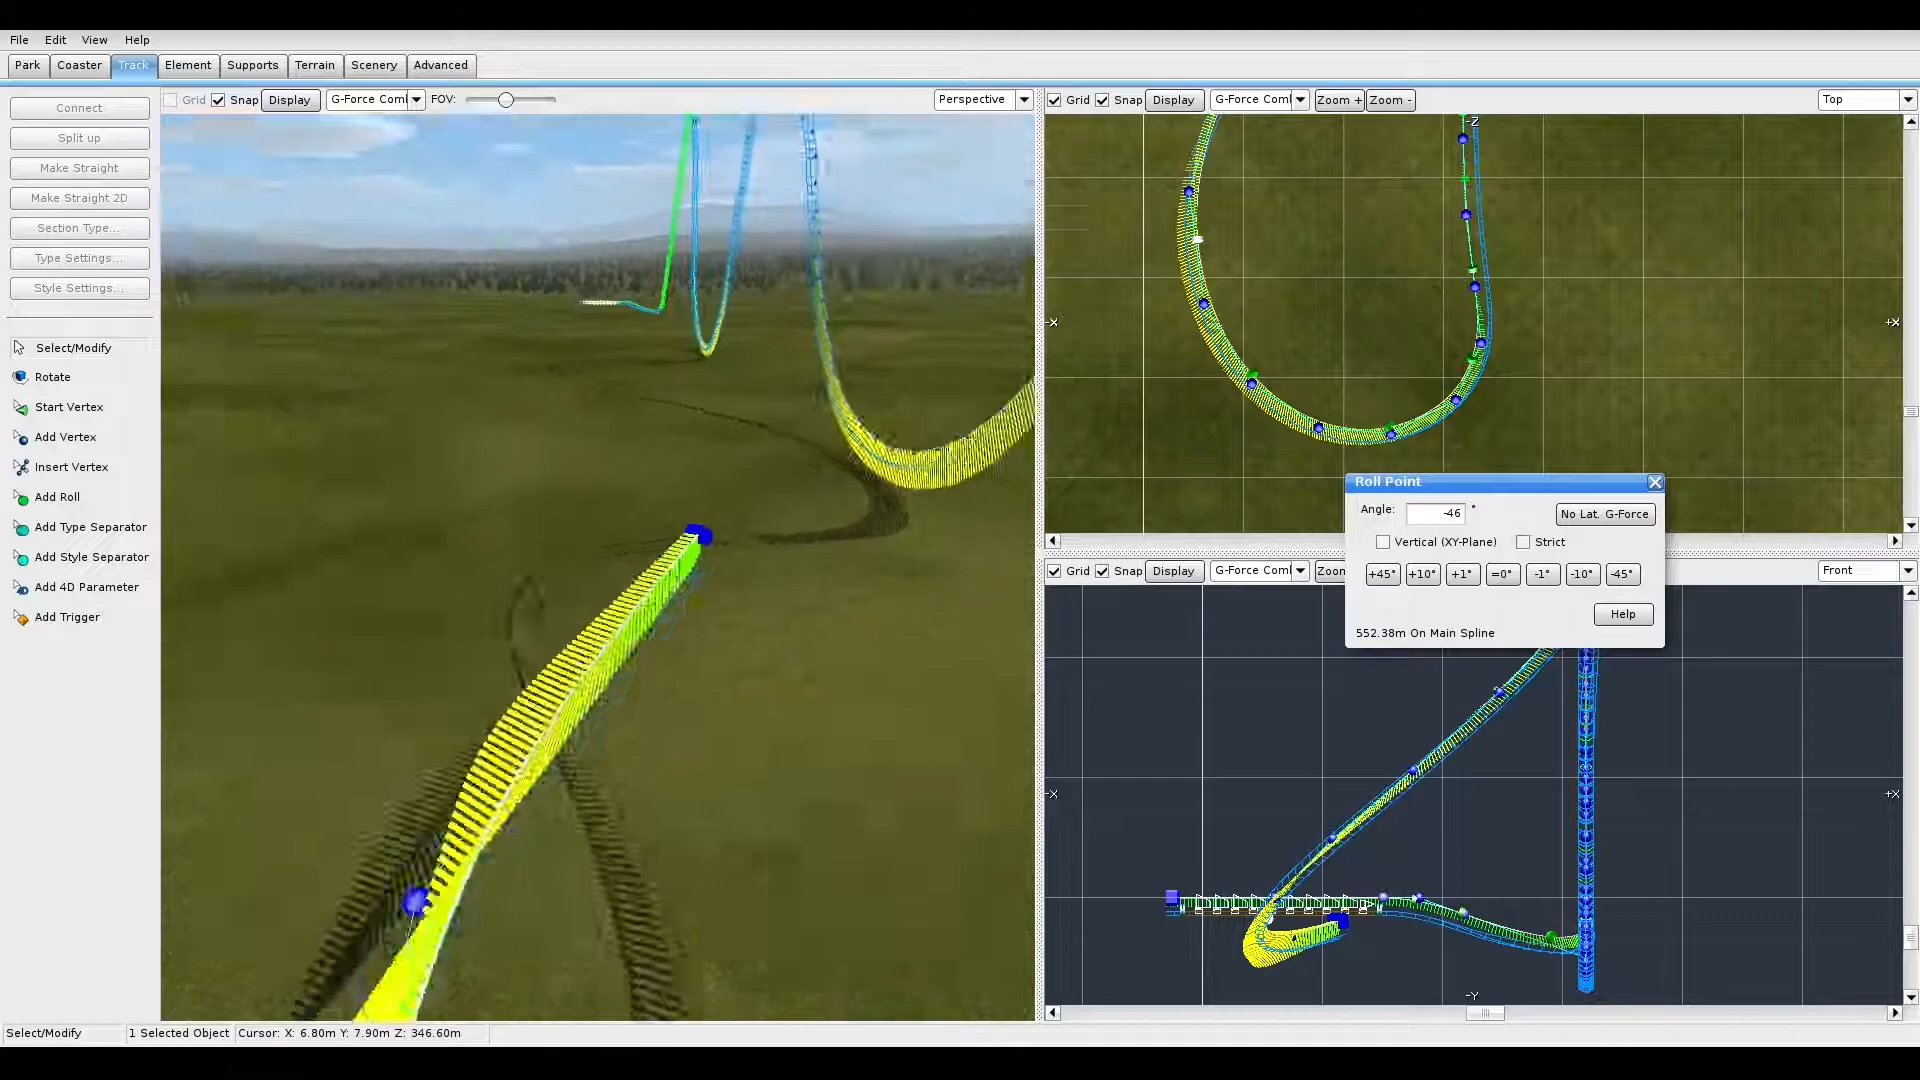 File Edit View Help
Park Coaster Track Element Supports Terrain Scenery Advanced
Connect
Split up
Make Straight
Make Straight 2D
Section Type...
Type Settings...
Style Settings...
Select/Modify
Rotate
Start Vertex
Add Vertex
Insert Vertex
Add Roll
Add Type Separator
Add Style Separator
Add 4D Parameter
Add Trigger
Grid Snap Display G-Force Coml FOV: Perspective
Grid Snap Display G-Force Coml Zoom + Zoom - Top
-Z
-X +X
Roll Point
Angle: -46 ° No Lat. G-Force
Vertical (XY-Plane) Strict
+45° +10° +1° =0° -1° -10° -45°
Help
552.38m On Main Spline
Grid Snap Display G-Force Coml Zoom Front
-X +X
-Y
Select/Modify 1 Selected Object Cursor: X: 6.80m Y: 7.90m Z: 346.60m